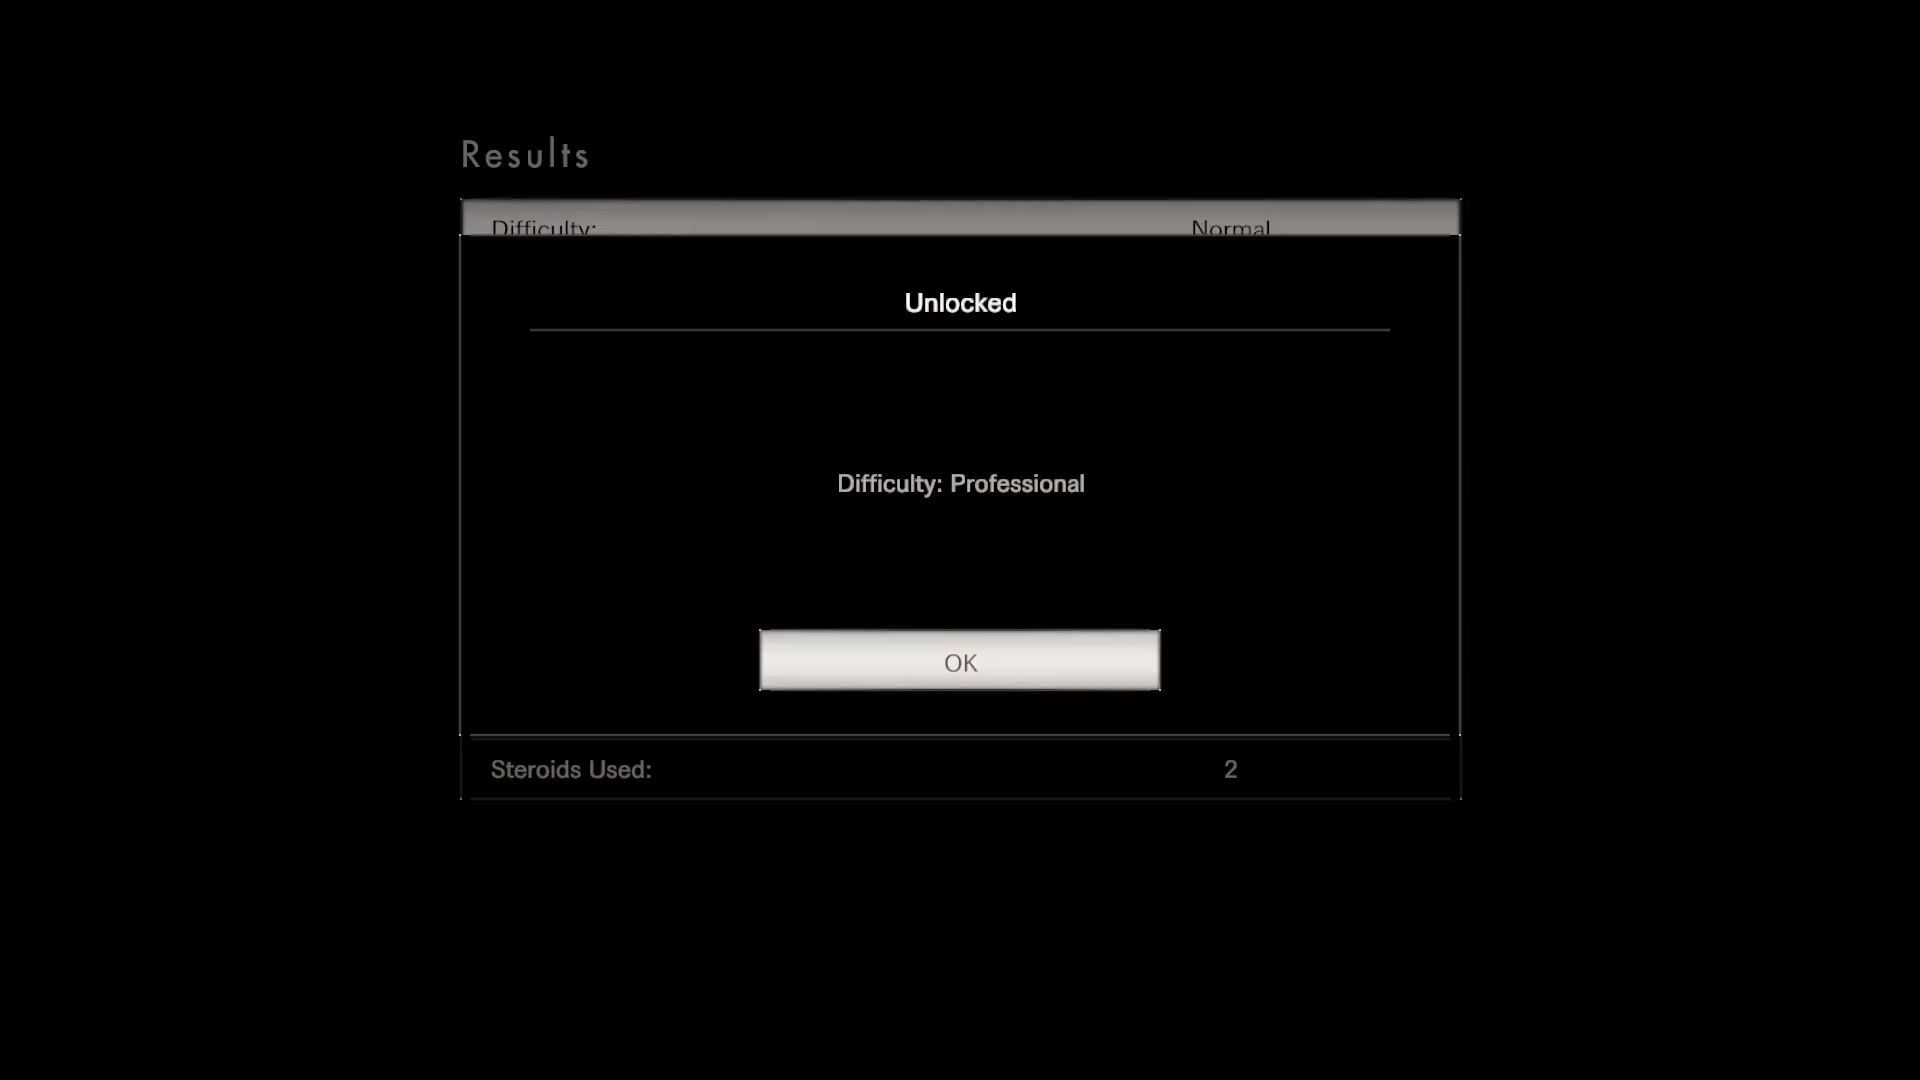 Results
Difficulty: Normal
Unlocked
Difficulty: Professional
OK
Steroids Used: 2